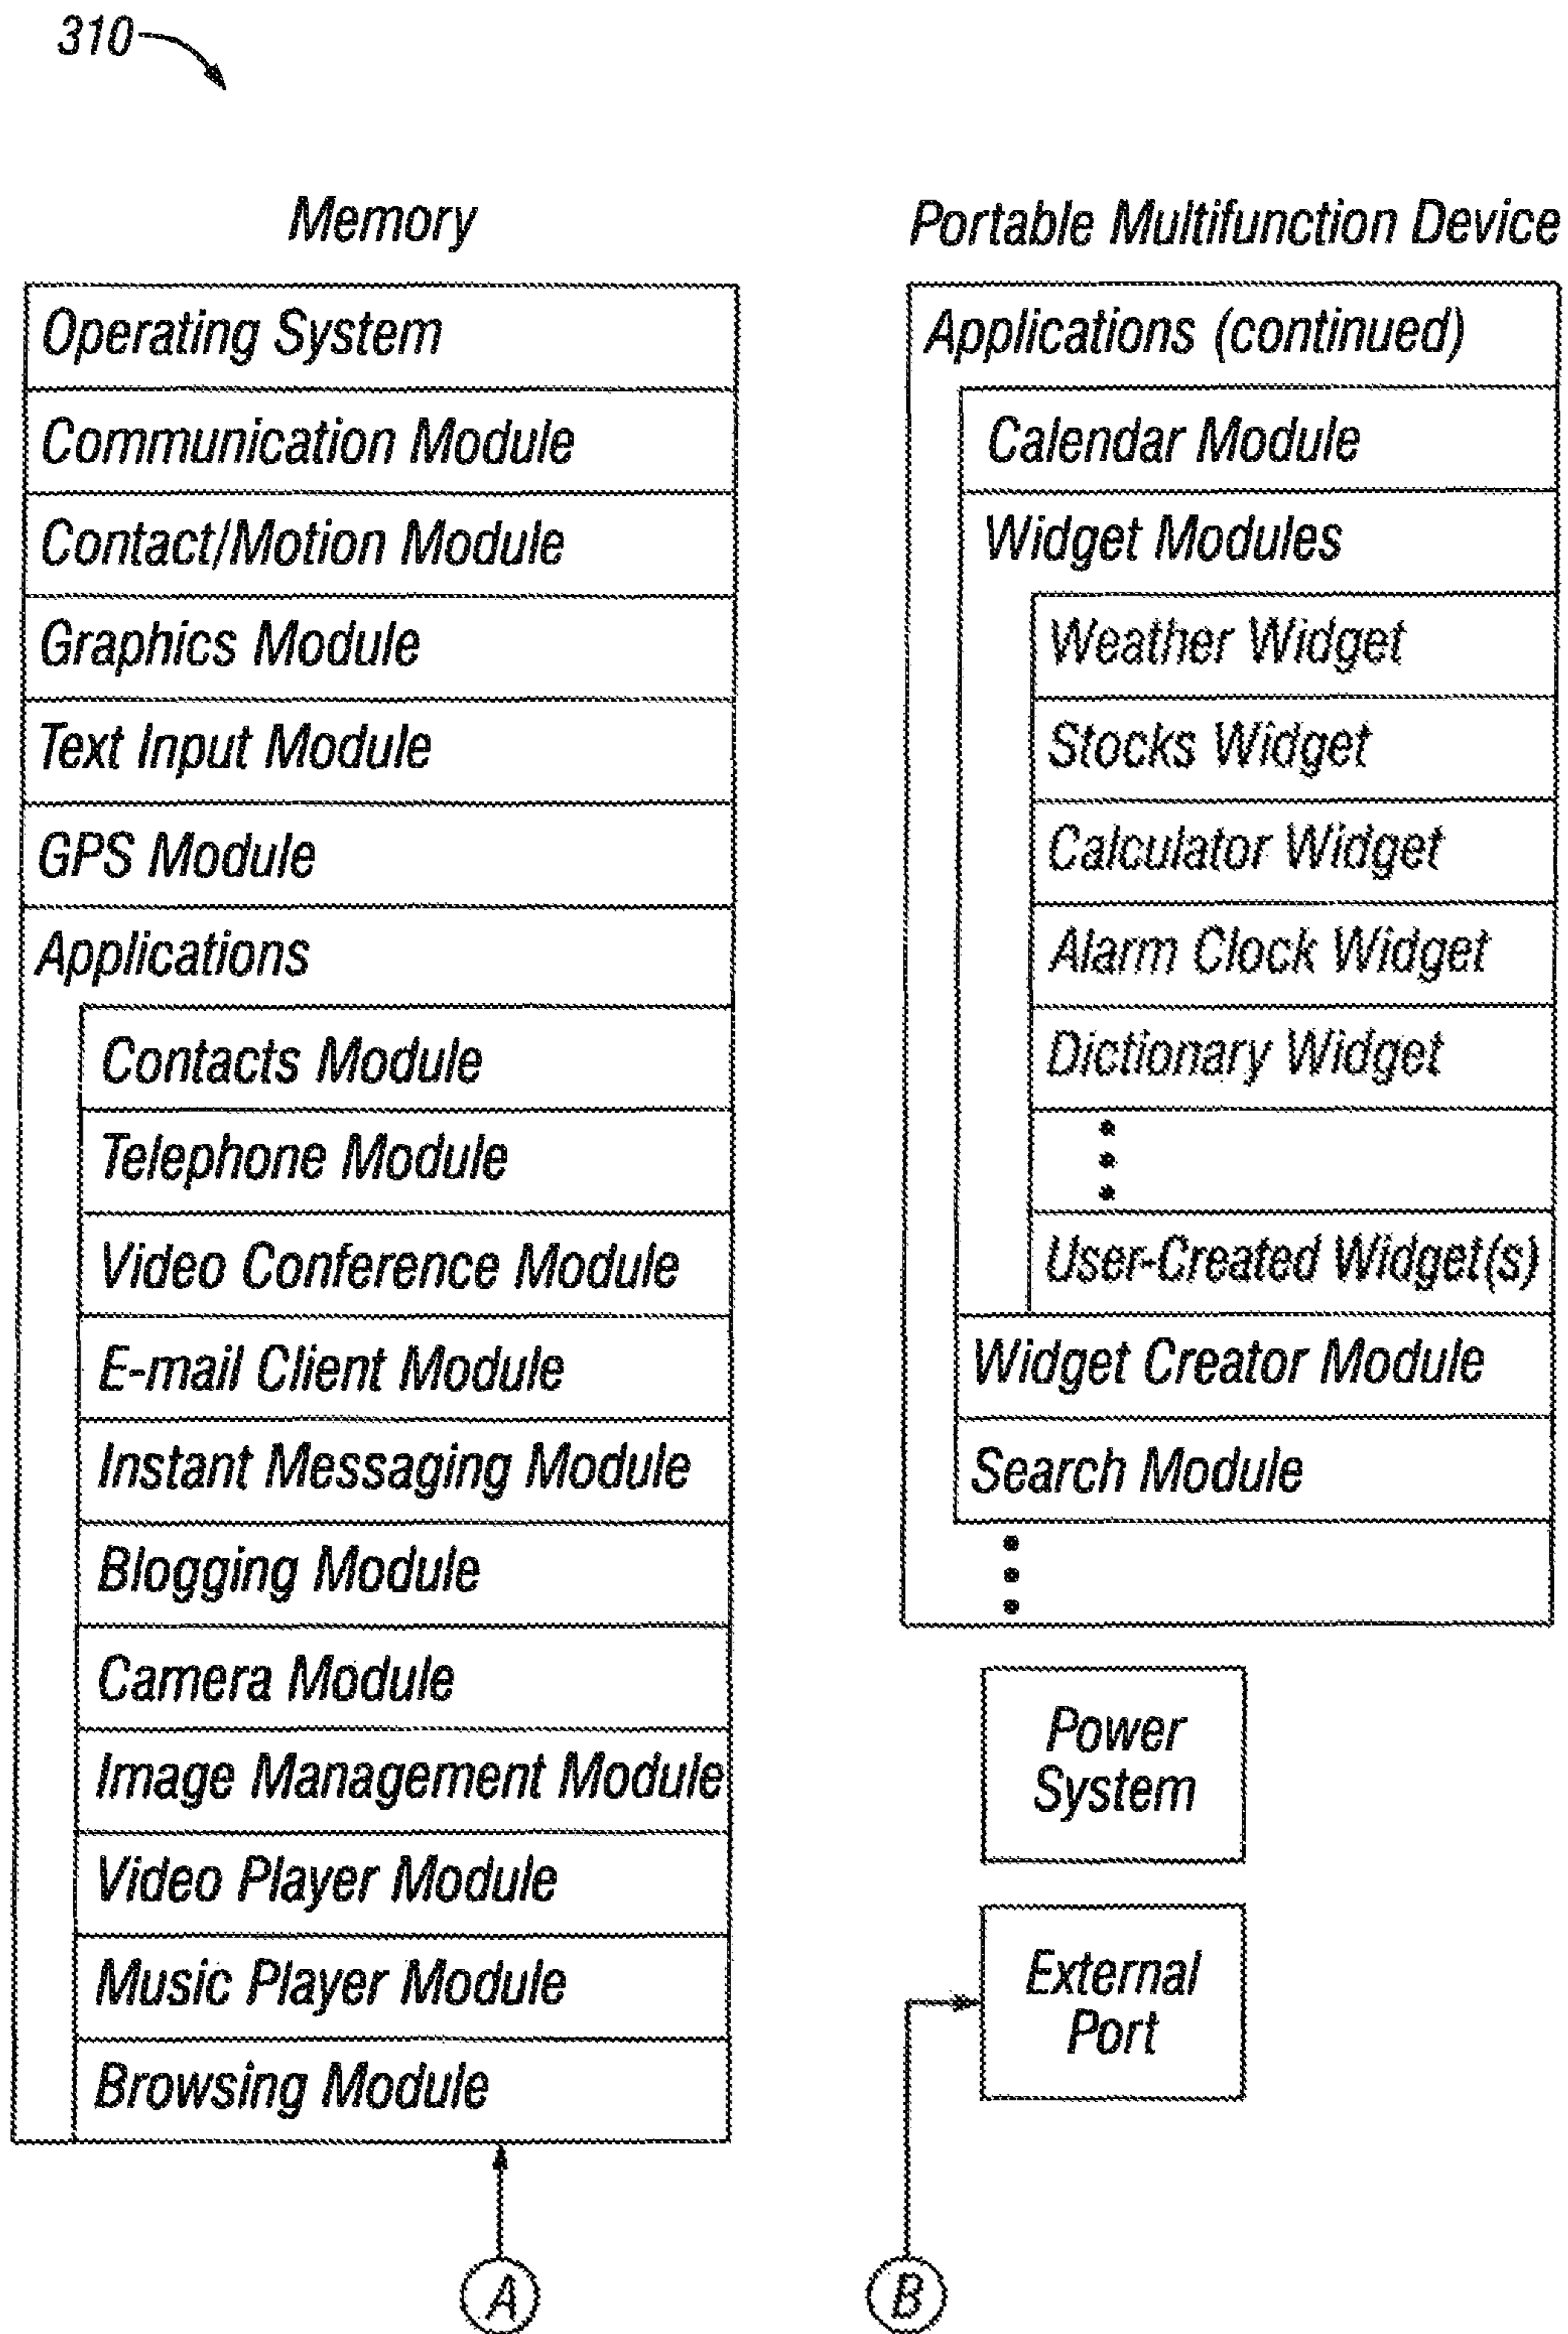 310
Memory
Operating System
Communication Module
Contact/Motion Module
Graphics Module
Text Input Module
GPS Module
Applications
Contacts Module
Telephone Module
Video Conference Module
E-mail Client Module
Instant Messaging Module
Blogging Module
Camera Module
Image Management Module
Video Player Module
Music Player Module
Browsing Module
A
Portable Multifunction Device
Applications (continued)
Calendar Module
Widget Modules
Weather Widget
Stocks Widget
Calculator Widget
Alarm Clock Widget
Dictionary Widget
User-Created Widget(s)
Widget Creator Module
Search Module
Power
System
External
Port
B